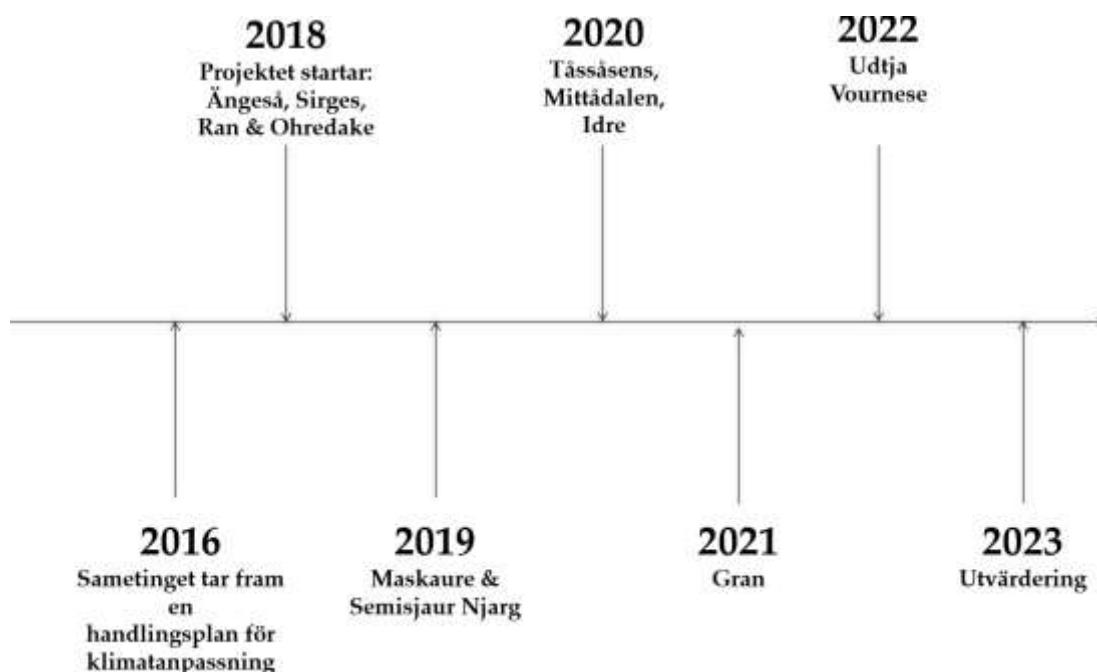 2018
Projektet startar:
Ängeså, Sirges,
Ran & Ohredake
2020
Tåssåsens,
Mittådalen,
Idre
2022
Udtja
Vournese
2016
Sametinget tar fram
en
handlingsplan för
klimatanpassning
2019
Maskaure &
Semisjaur Njarg
2021
Gran
2023
Utvärdering